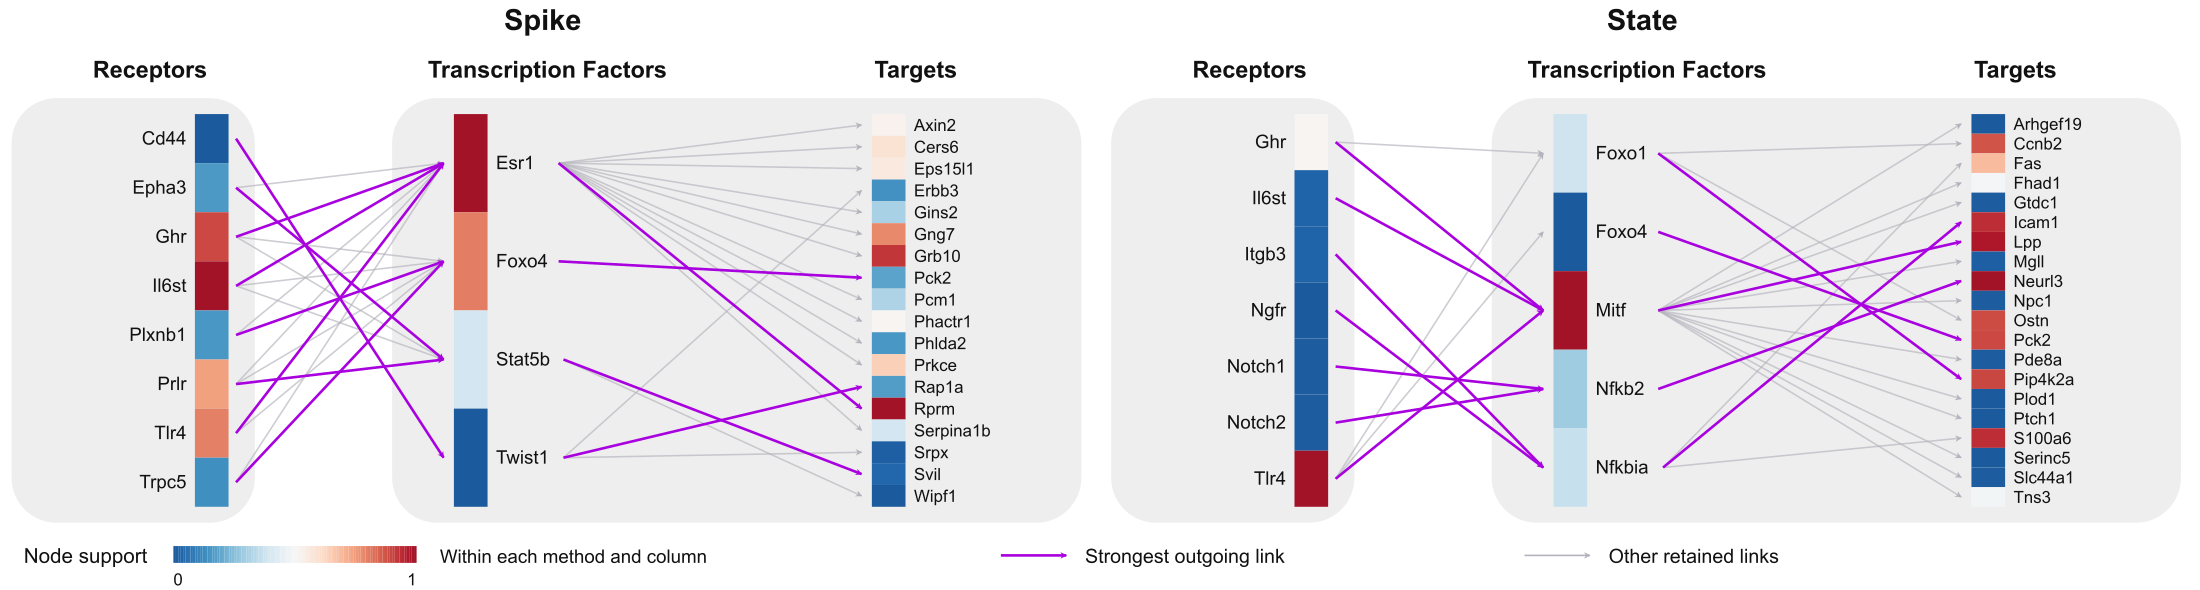 Spike
Receptors
Transcription Factors
Targets
Cd44
Epha3
Ghr
Il6st
Plxnb1
Prlr
Tlr4
Trpc5
Esr1
Foxo4
Stat5b
Twist1
Axin2
Cers6
Eps15l1
Erbb3
Gins2
Gng7
Grb10
Pck2
Pcm1
Phactr1
Phlda2
Prkce
Rap1a
Rprm
Serpina1b
Srpx
Svil
Wipf1
State
Receptors
Transcription Factors
Targets
Ghr
Il6st
Itgb3
Ngfr
Notch1
Notch2
Tlr4
Foxo1
Foxo4
Mitf
Nfkb2
Nfkbia
Arhgef19
Ccnb2
Fas
Fhad1
Gtdc1
Icam1
Lpp
Mgll
Neurl3
Npc1
Ostn
Pck2
Pde8a
Pip4k2a
Plod1
Ptch1
S100a6
Serinc5
Slc44a1
Tns3
Node support
0
1
Within each method and column
Strongest outgoing link
Other retained links